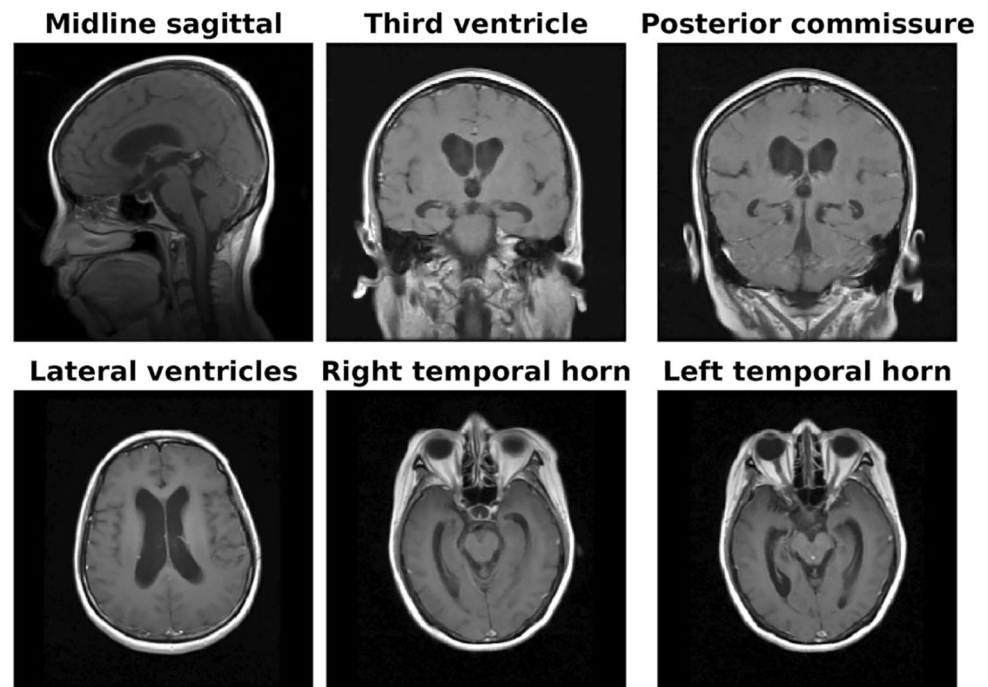 Midline sagittal
Third ventricle
Posterior commissure
Lateral ventricles
Right temporal horn
Left temporal horn